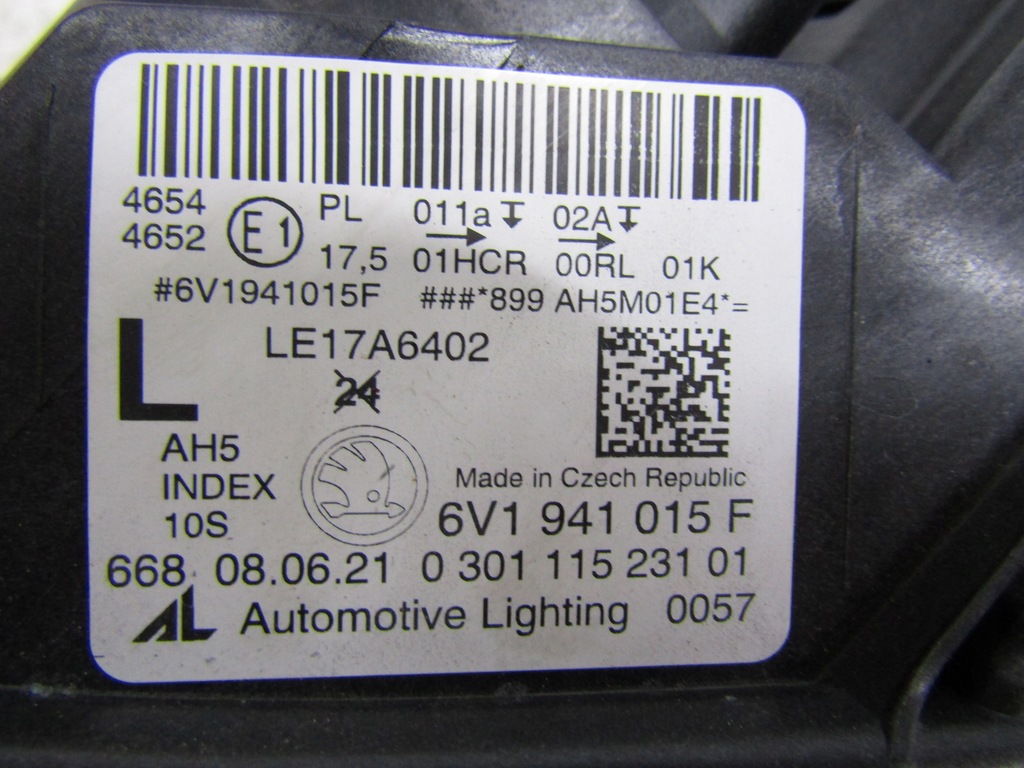 4654 E1 PL 011a 02A
4652 17,5 01HCR 00RL 01K
#6V1941015F ###*899 AH5M01E4*=
L LE17A6402
24
AH5
INDEX
10S
Made in Czech Republic
6V1 941 015 F
668 08.06.21 0 301 115 231 01
AL Automotive Lighting 0057